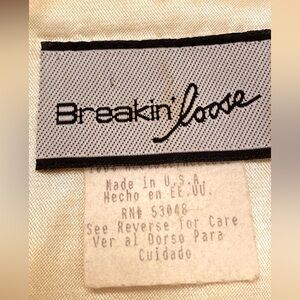 Breakin' loose
Made in U.S.A.
Hecho en EE.UU.
RN# 53048
See Reverse for Care
Ver al Dorso Para
Cuidado